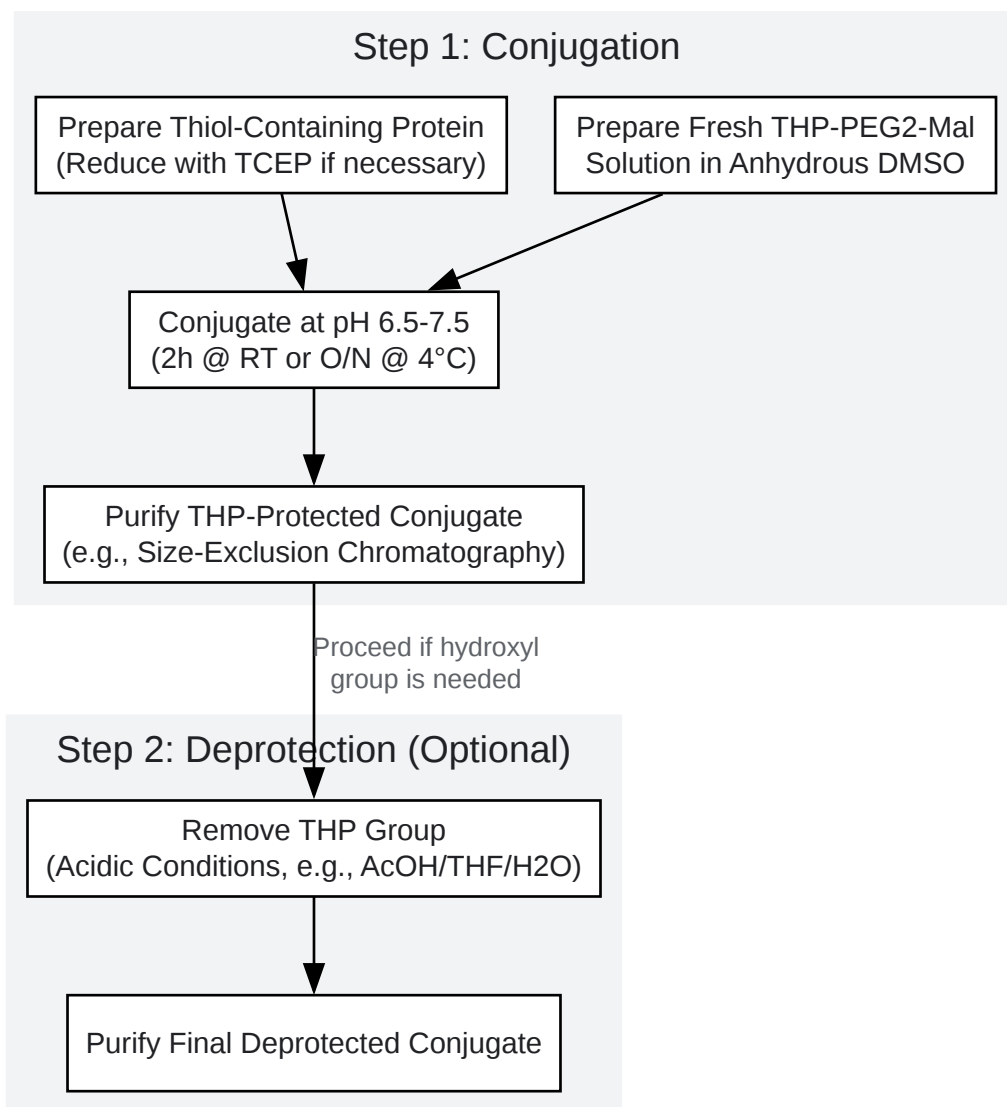 Step 1: Conjugation
Prepare Thiol-Containing Protein
(Reduce with TCEP if necessary)
Prepare Fresh THP-PEG2-Mal
Solution in Anhydrous DMSO
Conjugate at pH 6.5-7.5
(2h @ RT or O/N @ 4°C)
Purify THP-Protected Conjugate
(e.g., Size-Exclusion Chromatography)
Proceed if hydroxyl
group is needed
Step 2: Deprotection (Optional)
Remove THP Group
(Acidic Conditions, e.g., AcOH/THF/H2O)
Purify Final Deprotected Conjugate